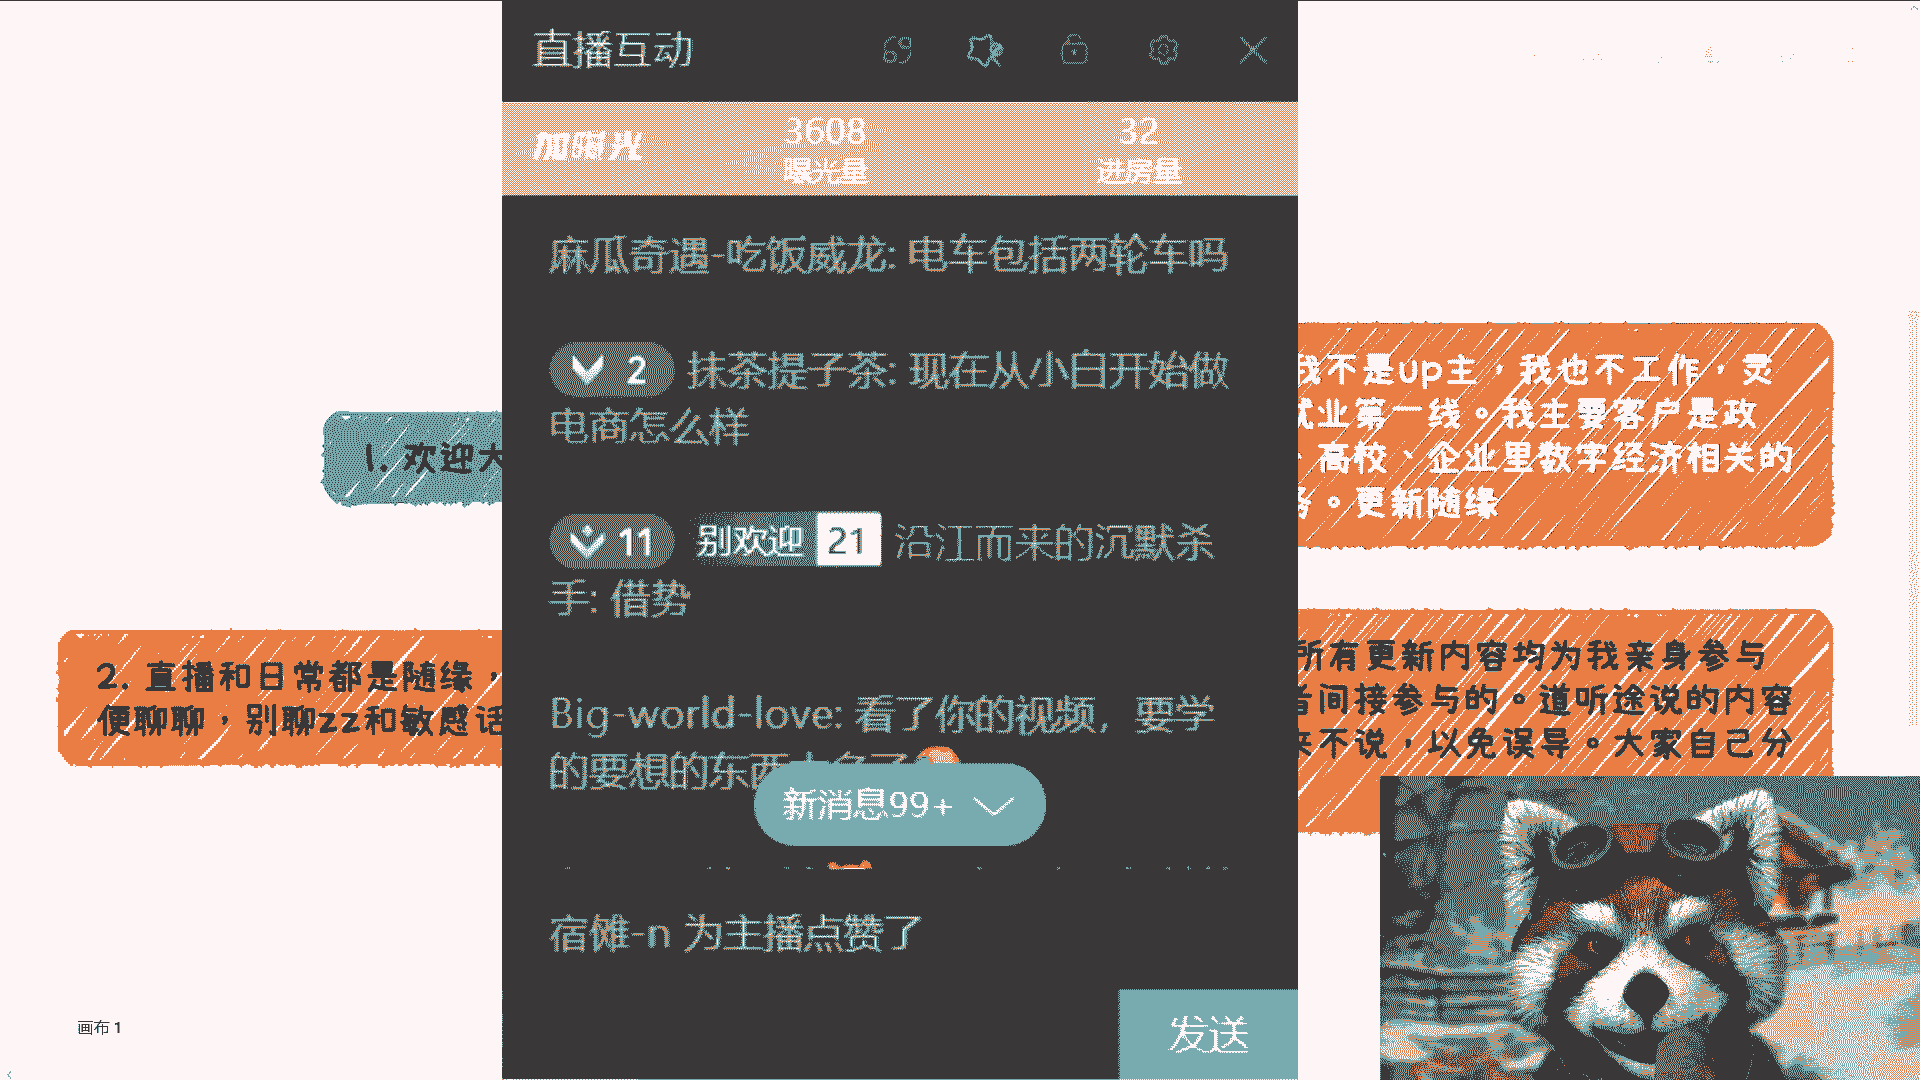 直播互动
加曝光
3608
曝光量
32
进房量
麻瓜奇遇-吃饭威龙: 电车包括两轮车吗
2 抹茶提子茶: 现在从小白开始做
电商怎么样
11 别欢迎 21 沿江而来的沉默杀
手: 借势
Big-world-love: 看了你的视频，要学
的要想的东西
新消息99+
宿傩-n 为主播点赞了
发送
1. 欢迎大
2. 直播和日常都是随缘，
便聊聊，别聊zz和敏感话
我不是up主，我也不工作，灵
就业第一线。我主要客户是政
、高校、企业里数字经济相关的
。更新随缘
所有更新内容均为我亲身参与
者间接参与的。道听途说的内容
来不说，以免误导。大家自己分
画布 1